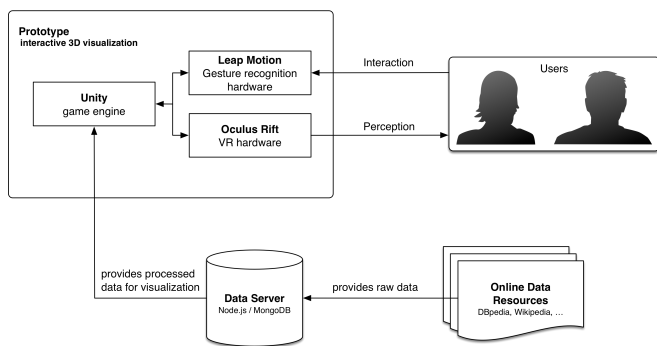 Prototype
interactive 3D visualization
Leap Motion
Gesture recognition
hardware
Interaction
Users
Unity
game engine
Oculus Rift
VR hardware
Perception
provides processed
data for visualization
Data Server
Node.js / MongoDB
provides raw data
Online Data
Resources
DBpedia, Wikipedia, ...